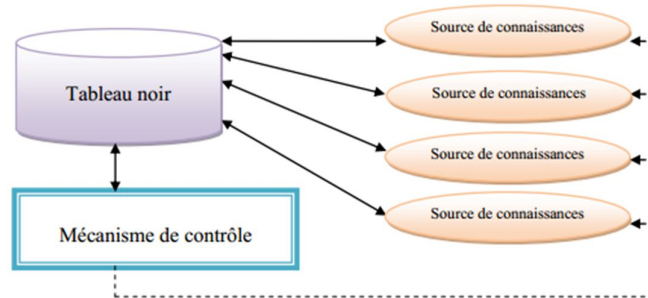 Source de connaissances
Tableau noir
Source de connaissances
Source de connaissances
Source de connaissances
Mécanisme de contrôle